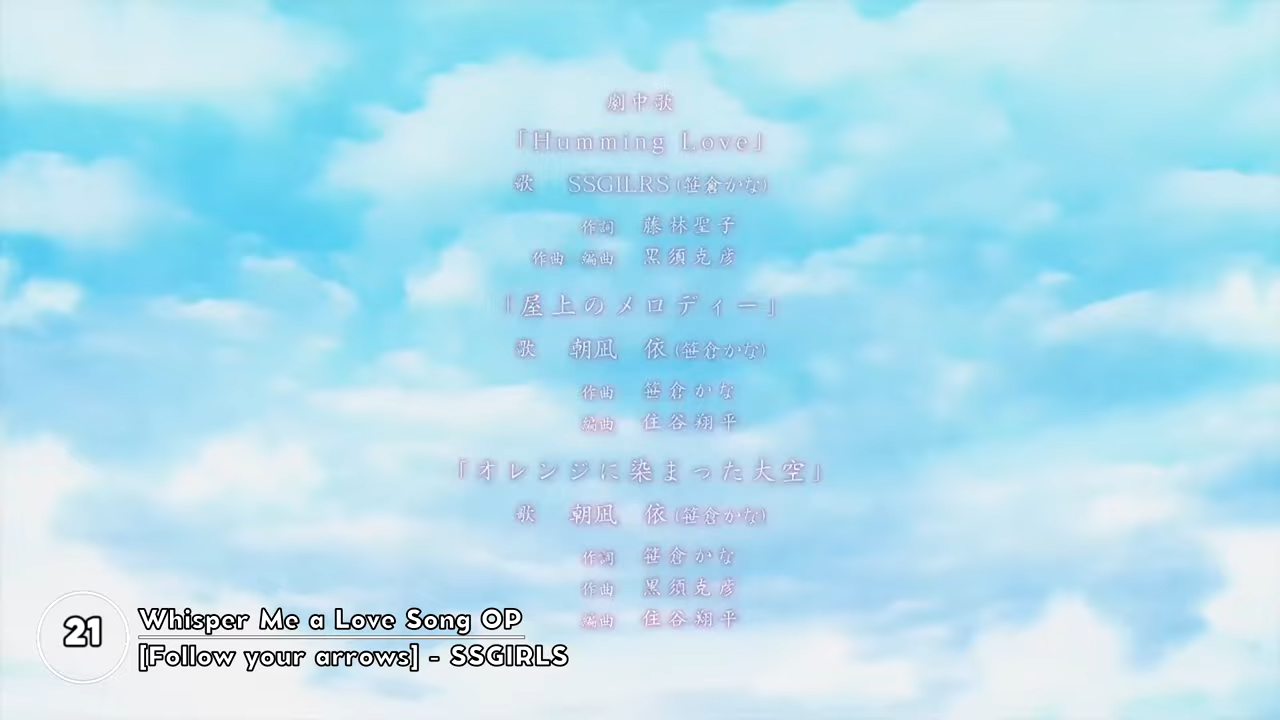 劇中歌
「Humming Love」
歌 SSGILRS(笹倉かな)
作詞 藤林聖子
作曲 編曲 黒須克彦
「屋上のメロディー」
歌 朝凪 依(笹倉かな)
作曲 笹倉かな
編曲 住谷翔平
「オレンジに染まった大空」
歌 朝凪 依(笹倉かな)
作詞 笹倉かな
作曲 黒須克彦
編曲 住谷翔平
21
Whisper Me a Love Song OP
[Follow your arrows] - SSGIRLS